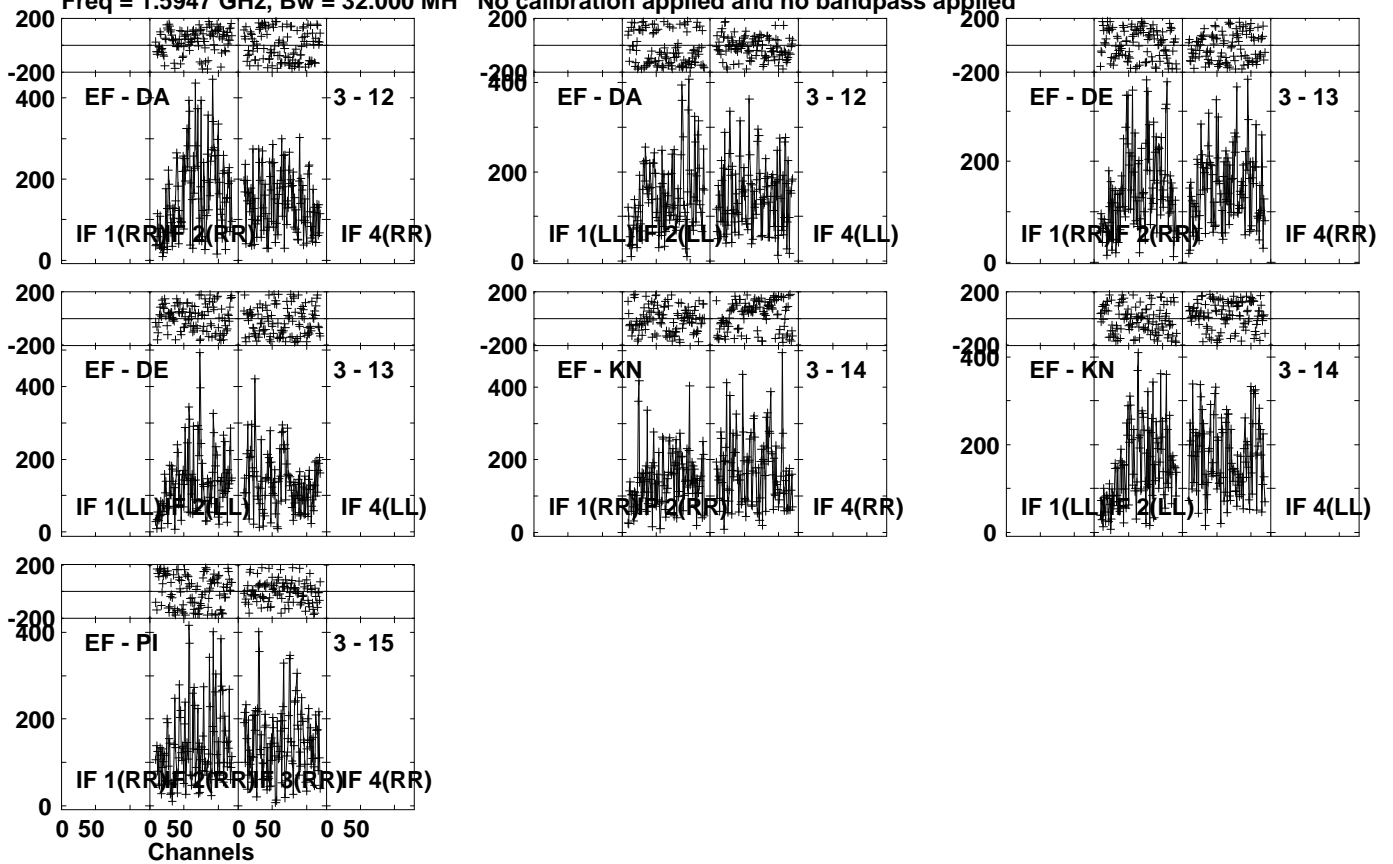 Freq = 1.5947 GHz, Bw = 32.000 MH No calibration applied and no bandpass applied
200
-200
EF - DA
3 - 12
400
200
0
IF 1(RR)
IF 2(RR)
IF 4(RR)
200
-200
400
EF - DA
3 - 12
200
0
IF 1(LL)
IF 2(LL)
IF 4(LL)
200
-200
EF - DE
3 - 13
200
0
IF 1(RR)
IF 2(RR)
IF 4(RR)
200
-200
EF - DE
3 - 13
400
200
0
IF 1(LL)
IF 2(LL)
IF 4(LL)
200
-200
EF - KN
3 - 14
400
200
0
IF 1(RR)
IF 2(RR)
IF 4(RR)
200
-200
400
EF - KN
3 - 14
200
0
IF 1(LL)
IF 2(LL)
IF 4(LL)
200
-200
400
EF - PI
3 - 15
200
0
IF 1(RR)
IF 2(RR)
IF 3(RR)
IF 4(RR)
0 50 0 50 0 50 0 50
Channels